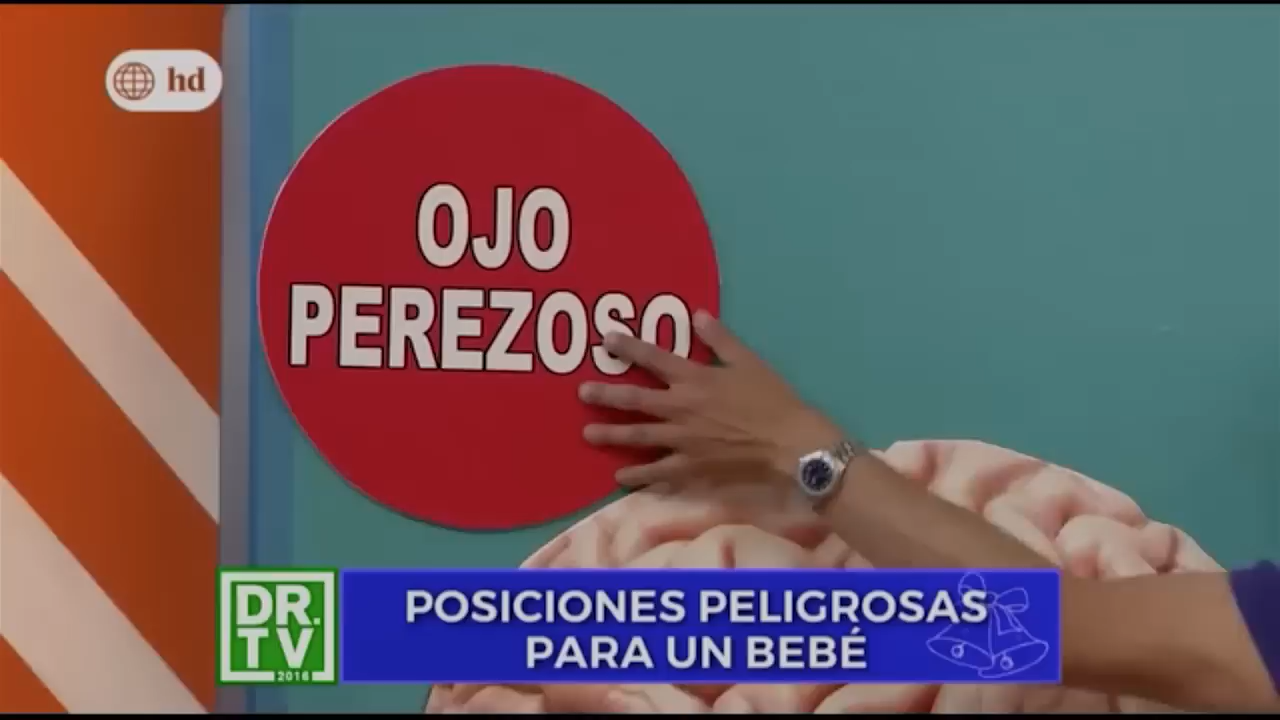 hd
OJO
PEREZOSO
DR.
TV
2016
POSICIONES PELIGROSAS
PARA UN BEBÉ